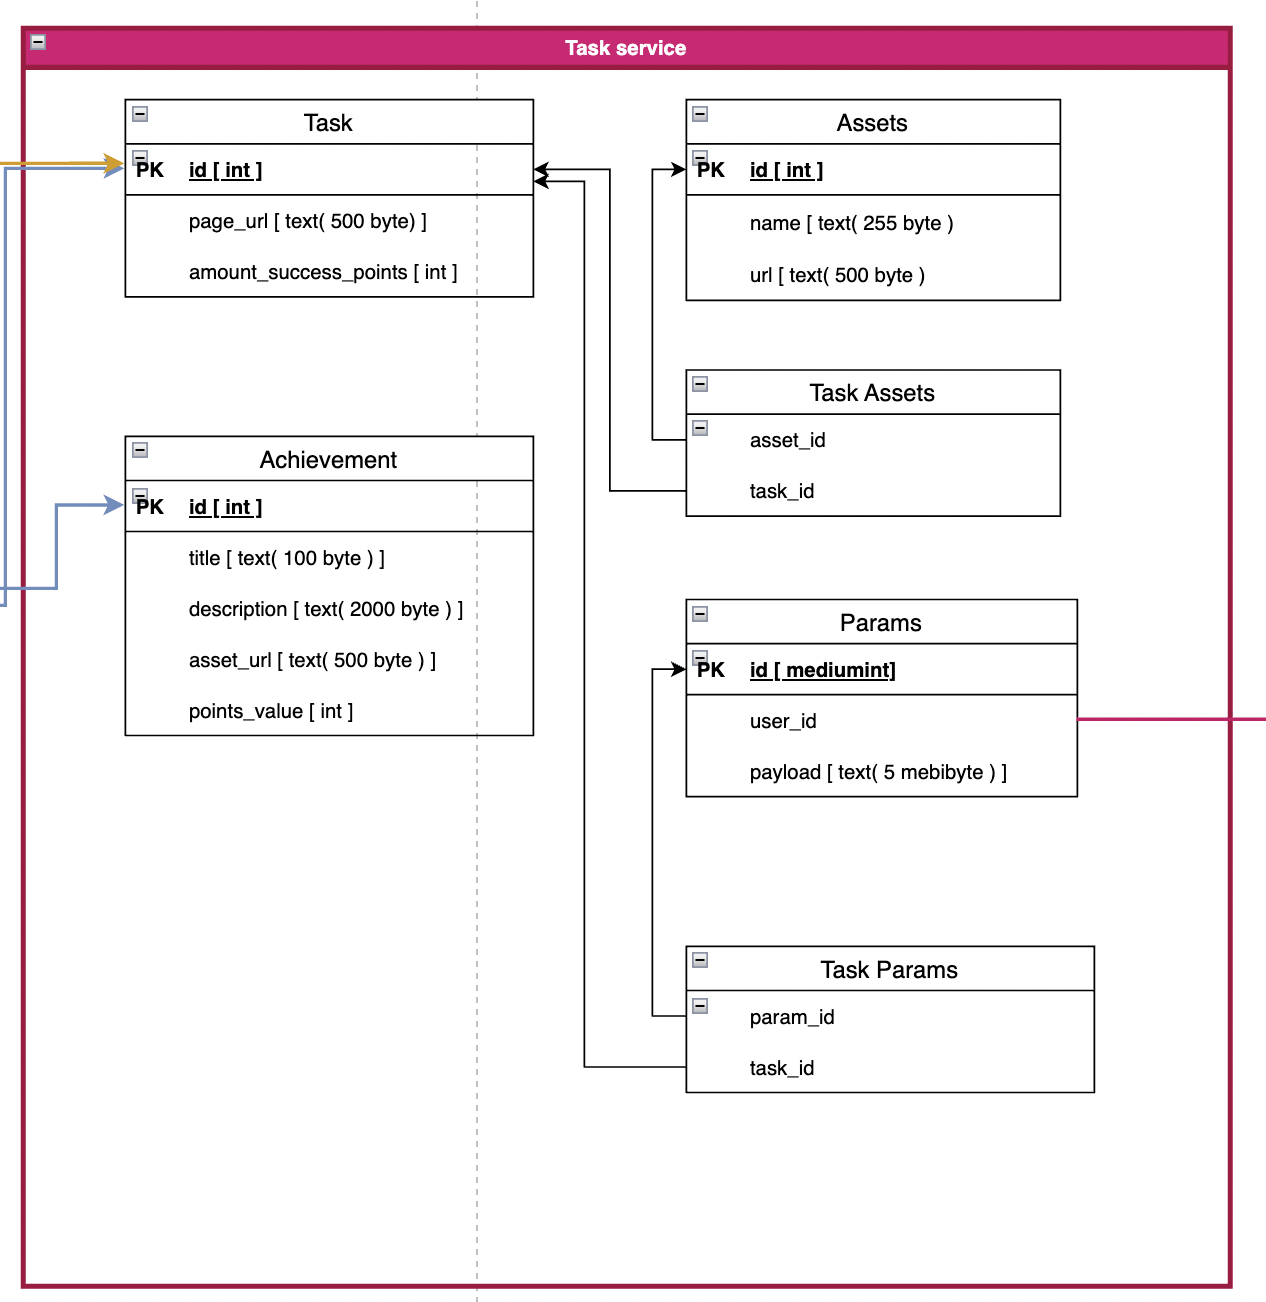 Task service
Task
PK id [ int ]
page_url [ text( 500 byte) ]
amount_success_points [ int ]
Achievement
PK id [ int ]
title [ text( 100 byte ) ]
description [ text( 2000 byte ) ]
asset_url [ text( 500 byte ) ]
points_value [ int ]
Assets
PK id [ int ]
name [ text( 255 byte )
url [ text( 500 byte )
Task Assets
asset_id
task_id
Params
PK id [ mediumint]
user_id
payload [ text( 5 mebibyte ) ]
Task Params
param_id
task_id